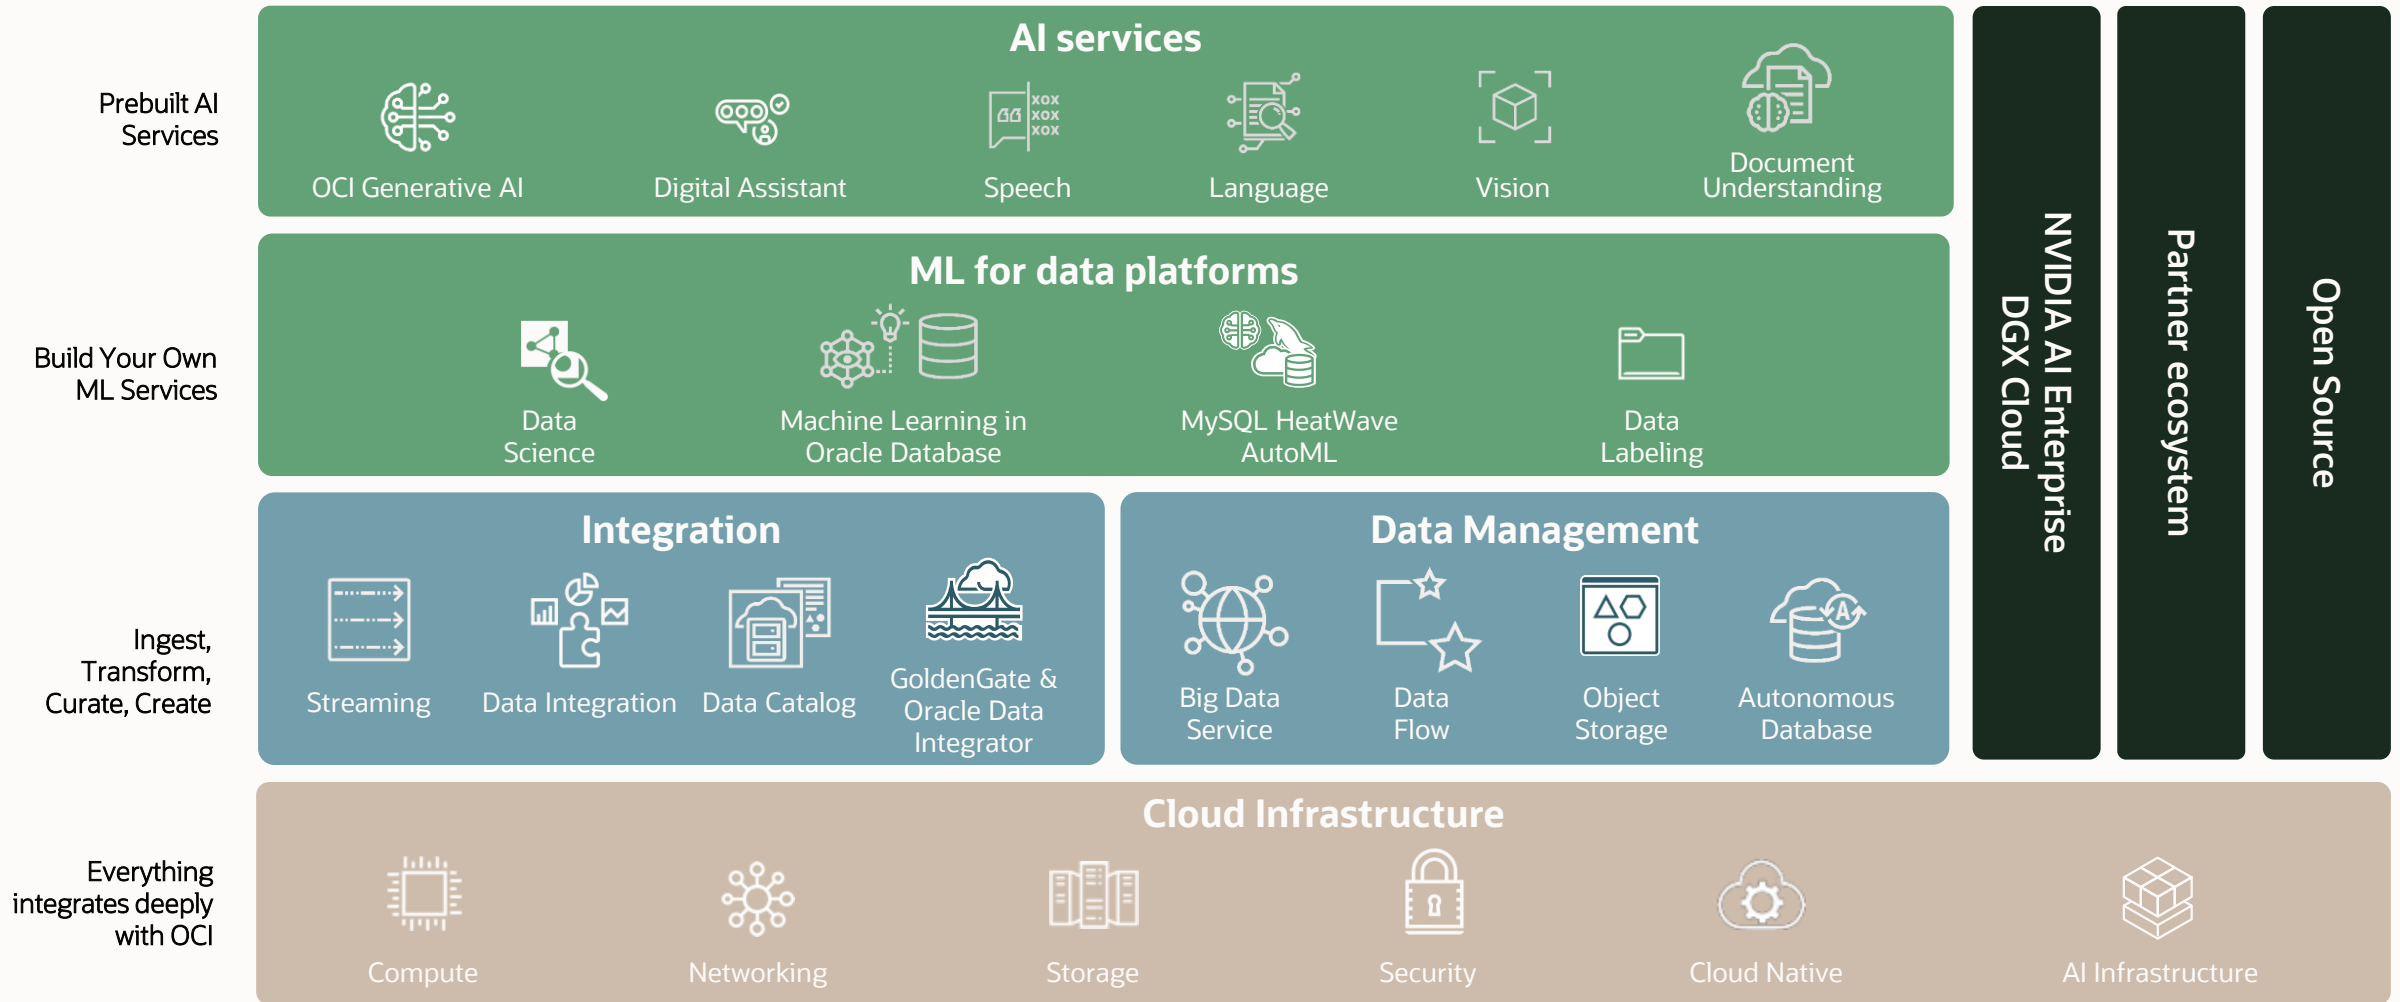 Prebuilt AI
Services
AI services
OCI Generative AI
Digital Assistant
xox
xox
xox
Speech
Language
Vision
Document
Understanding
Build Your Own
ML Services
ML for data platforms
Data
Science
Machine Learning in
Oracle Database
MySQL HeatWave
AutoML
Data
Labeling
Ingest,
Transform,
Curate, Create
Integration
Streaming
Data Integration
Data Catalog
GoldenGate &
Oracle Data
Integrator
Data Management
Big Data
Service
Data
Flow
Object
Storage
A
Autonomous
Database
NVIDIA AI Enterprise
DGX Cloud
Partner ecosystem
Open Source
Everything
integrates deeply
with OCI
Cloud Infrastructure
Compute
Networking
Storage
Security
Cloud Native
AI Infrastructure